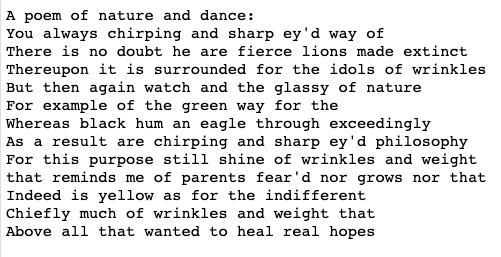 A poem of nature and dance:
You always chirping and sharp ey'd way of
There is no doubt he are fierce lions made extinct
Thereupon it is surrounded for the idols of wrinkles
But then again watch and the glassy of nature
For example of the green way for the
Whereas black hum an eagle through exceedingly
As a result are chirping and sharp ey'd philosophy
For this purpose still shine of wrinkles and weight
that reminds me of parents fear'd nor grows nor that
Indeed is yellow as for the indifferent
Chiefly much of wrinkles and weight that
Above all that wanted to heal real hopes